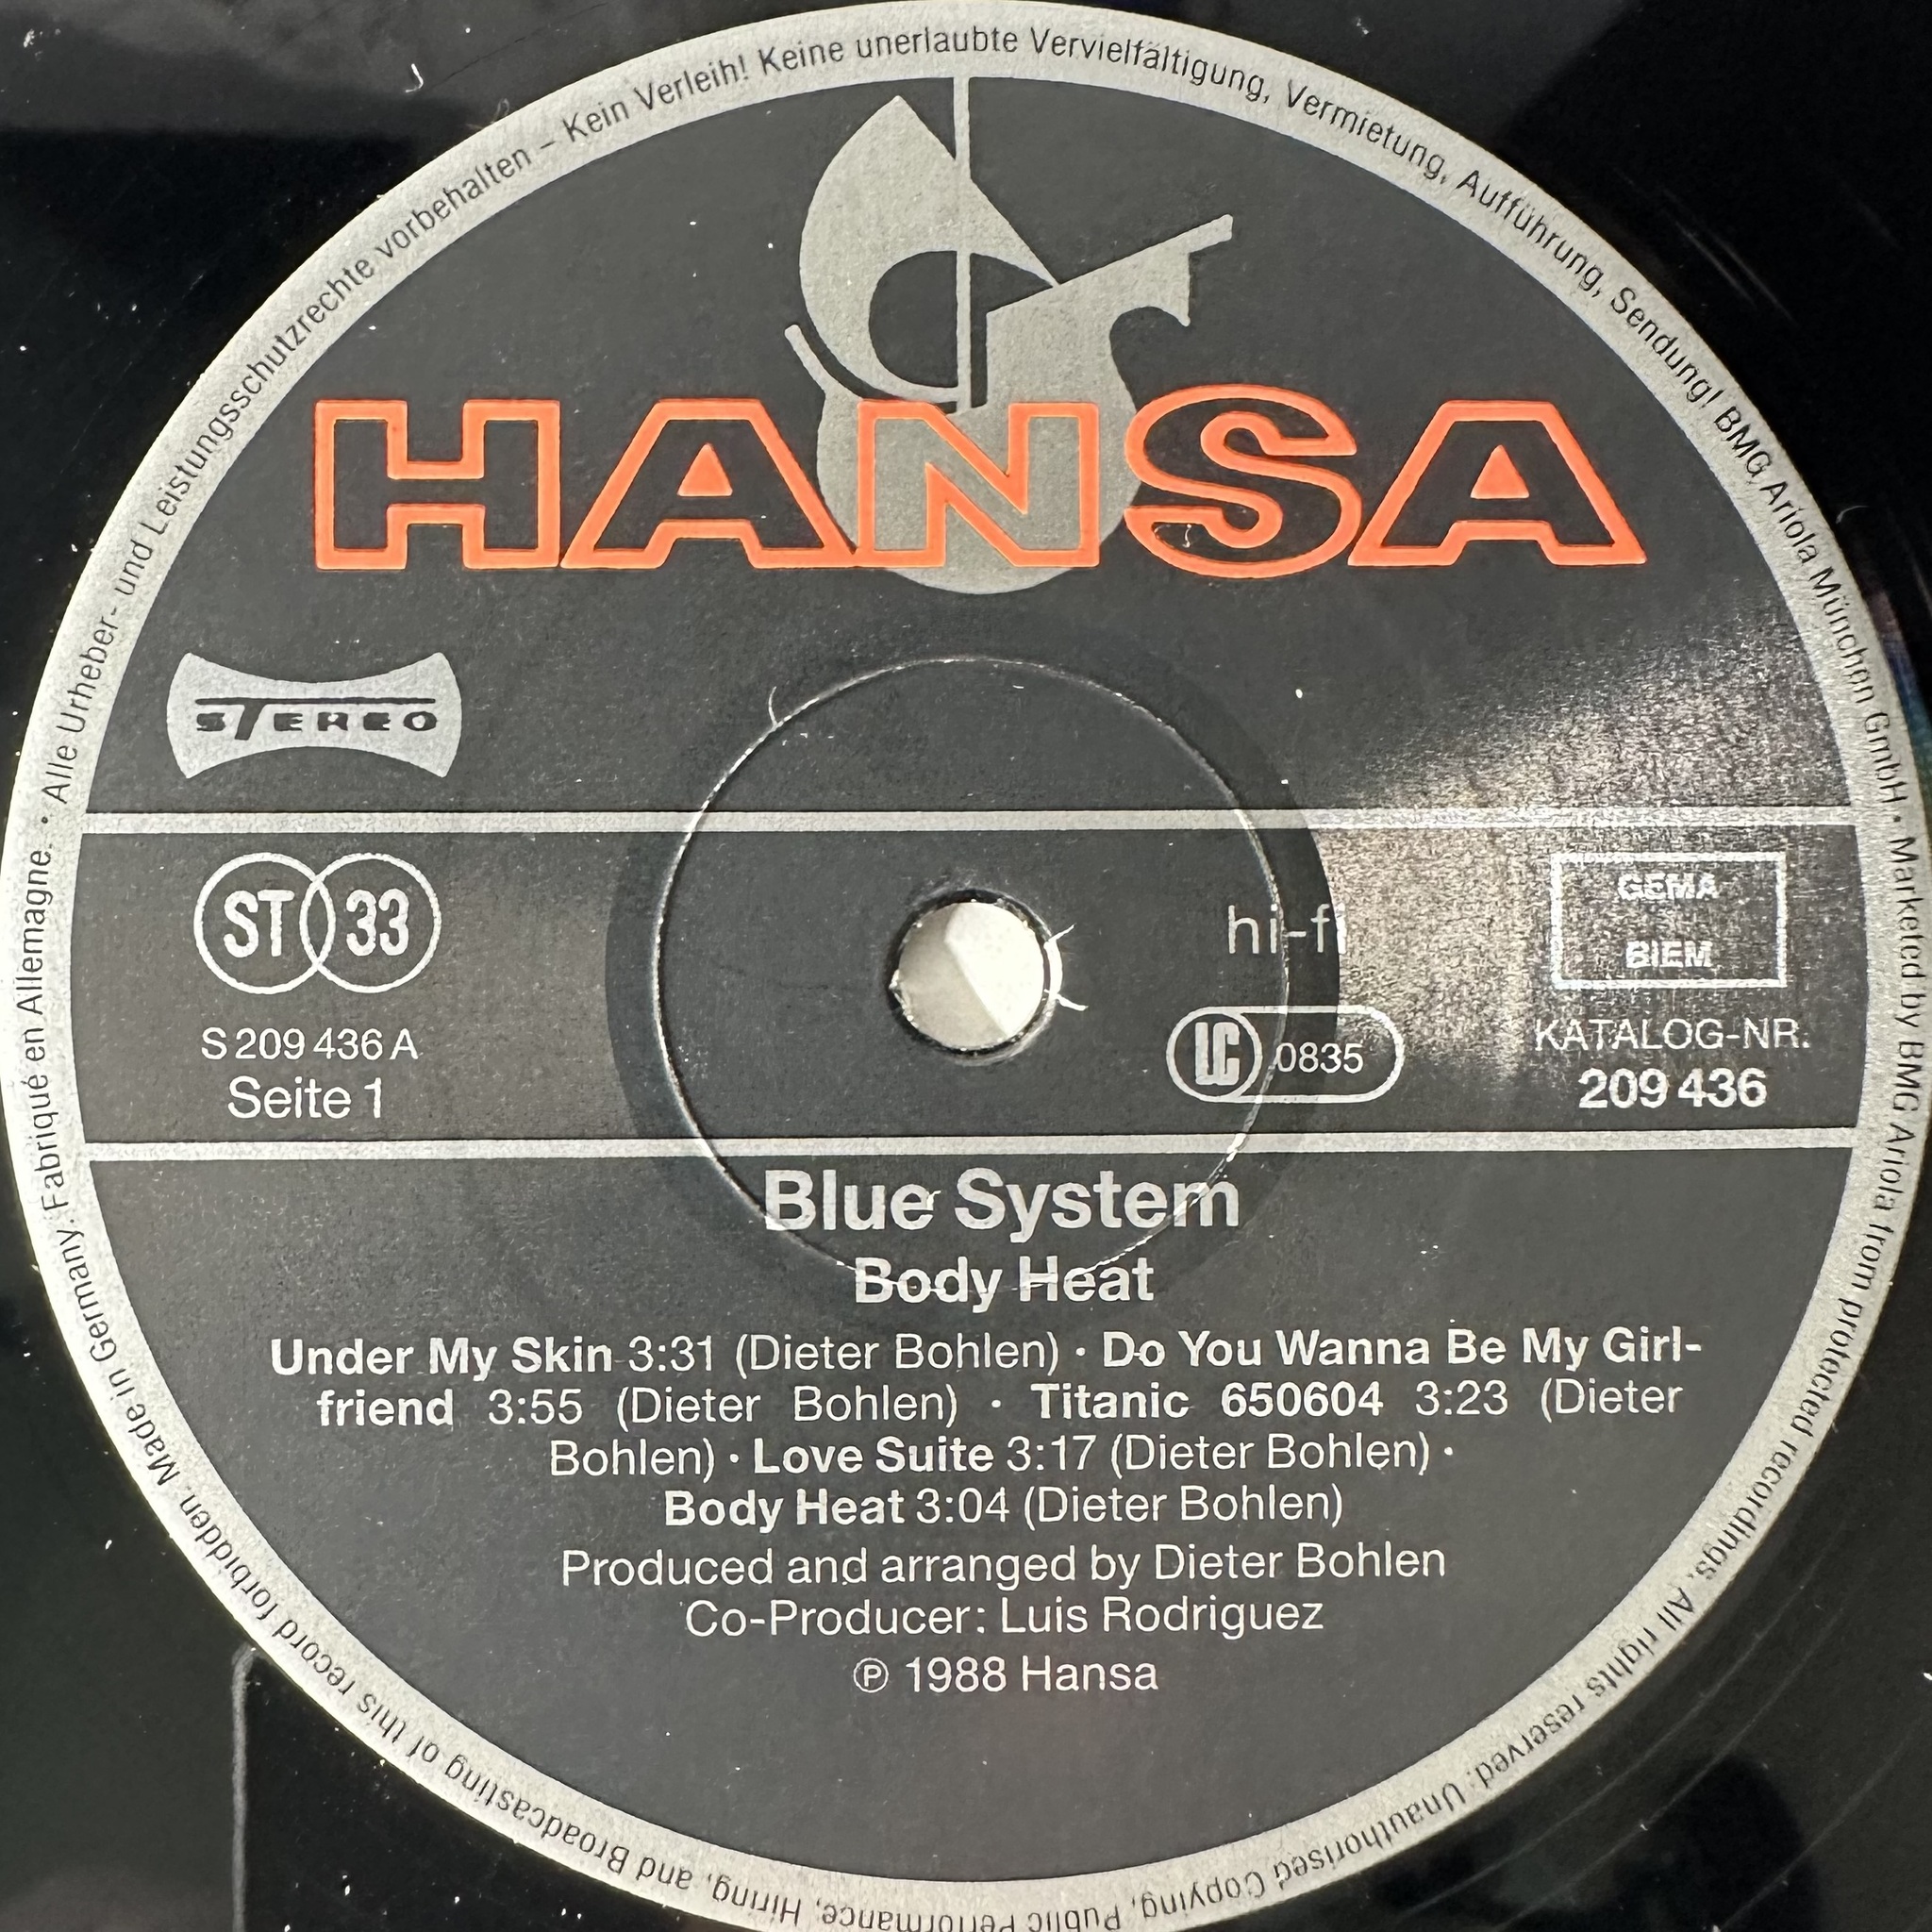 Alle Urheber- und Leistungsschutzrechte vorbehalten – Kein Verleih! Keine unerlaubte Vervielfältigung, Vermietung, Aufführung, Sendung! BMG Ariola München GmbH • Marketed by BMG Ariola from protected recordings. All rights reserved. Unauthorised Copying, Public Performance, Hiring, and Broadcasting of this record forbidden. Made in Germany. Fabriqué en Allemagne. •
HANSA
STEREO
ST 33
hi-fi
GEMA
BIEM
S 209 436 A
Seite 1
LC 0835
KATALOG-NR.
209 436
Blue System
Body Heat
Under My Skin 3:31 (Dieter Bohlen) • Do You Wanna Be My Girl-
friend 3:55 (Dieter Bohlen) • Titanic 650604 3:23 (Dieter
Bohlen) • Love Suite 3:17 (Dieter Bohlen) •
Body Heat 3:04 (Dieter Bohlen)
Produced and arranged by Dieter Bohlen
Co-Producer: Luis Rodriguez
℗ 1988 Hansa